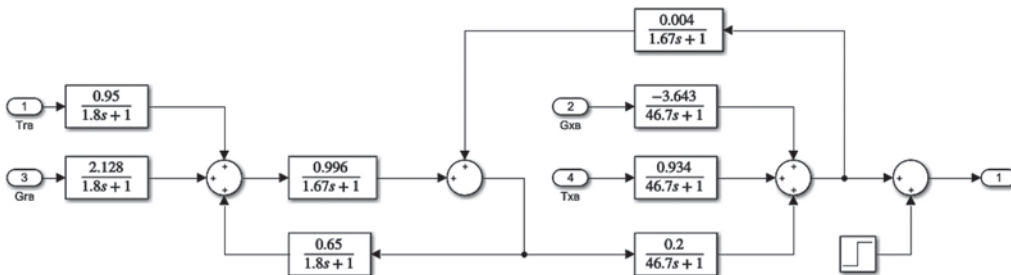 0.004
1.67s + 1
1
Tгв
0.95
1.8s + 1
2
Gхв
−3.643
46.7s + 1
3
Gгв
2.128
1.8s + 1
+
+
+
0.996
1.67s + 1
+
+
4
Tхв
0.934
46.7s + 1
+
+
+
+
+
1
0.65
1.8s + 1
0.2
46.7s + 1